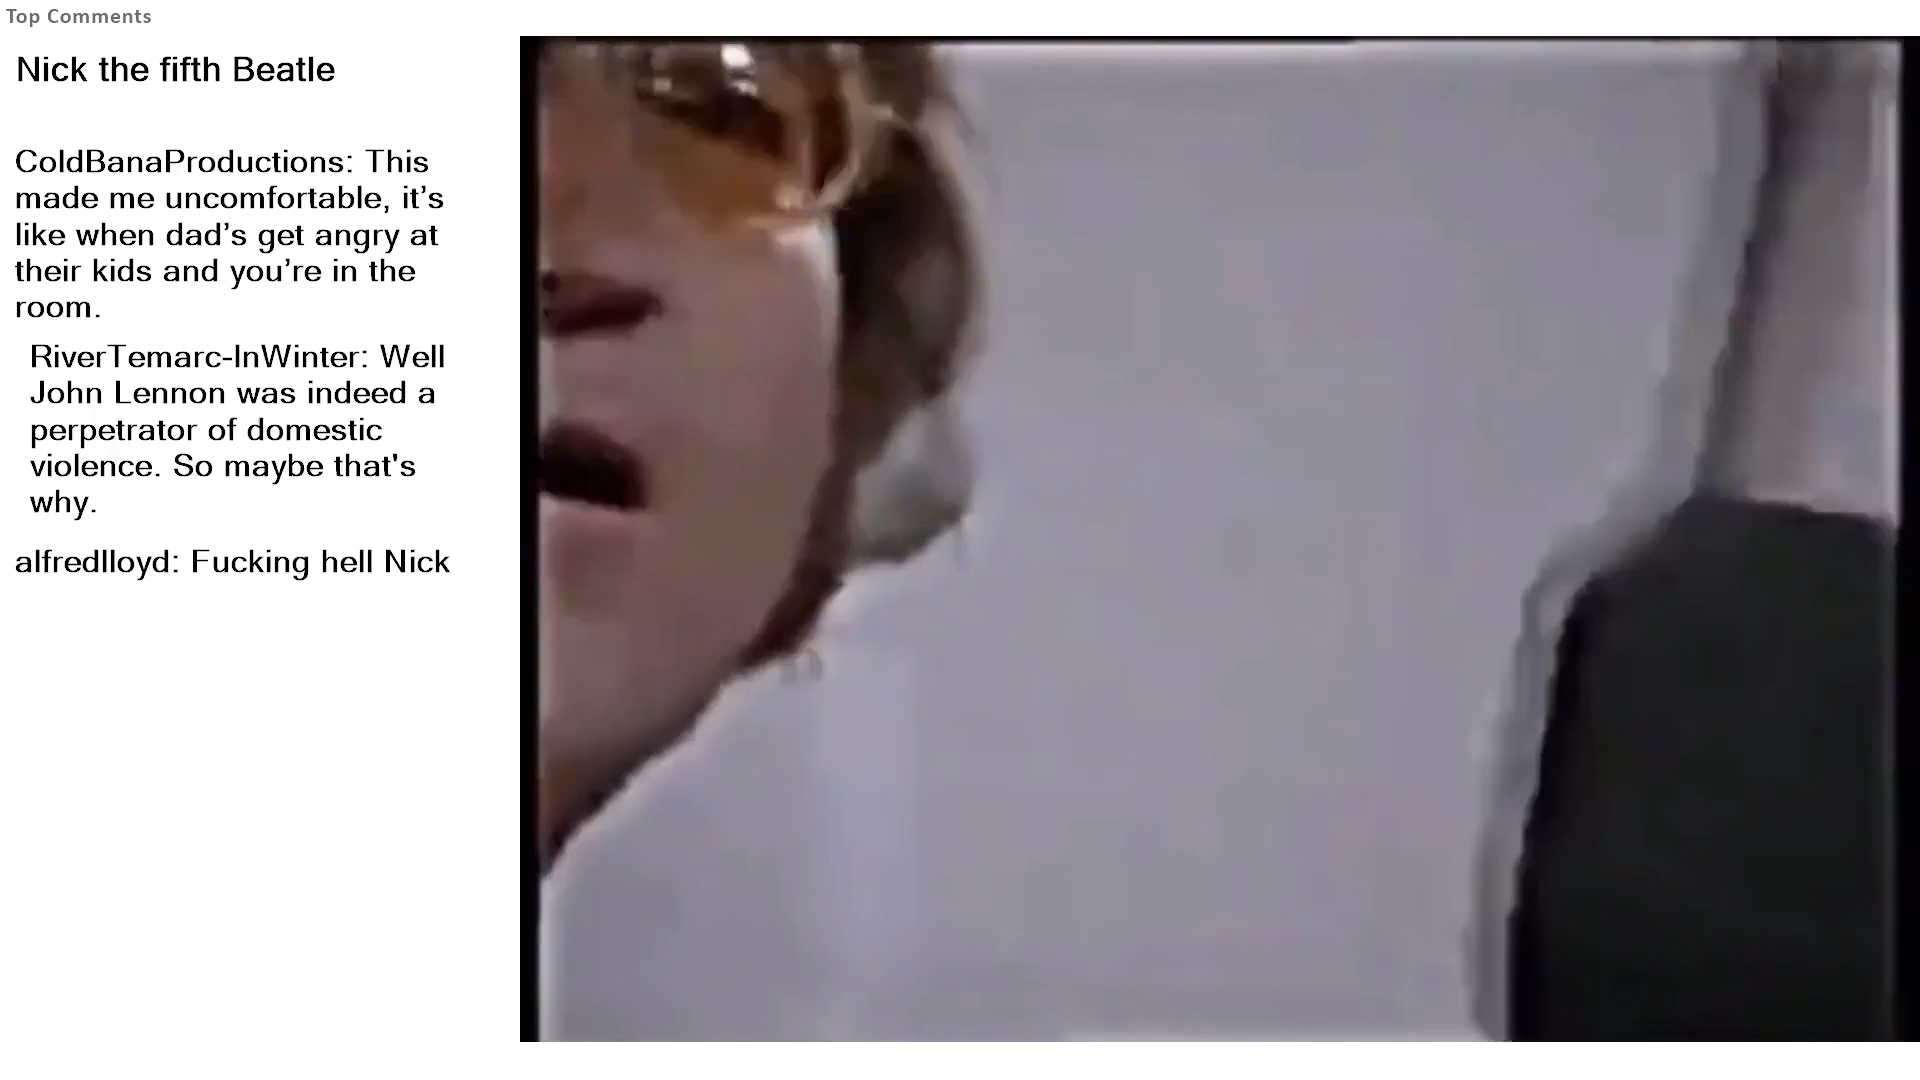 Top Comments
Nick the fifth Beatle
ColdBanaProductions: This
made me uncomfortable, it’s
like when dad’s get angry at
their kids and you’re in the
room.
RiverTemarc-InWinter: Well
John Lennon was indeed a
perpetrator of domestic
violence. So maybe that's
why.
alfredlloyd: Fucking hell Nick